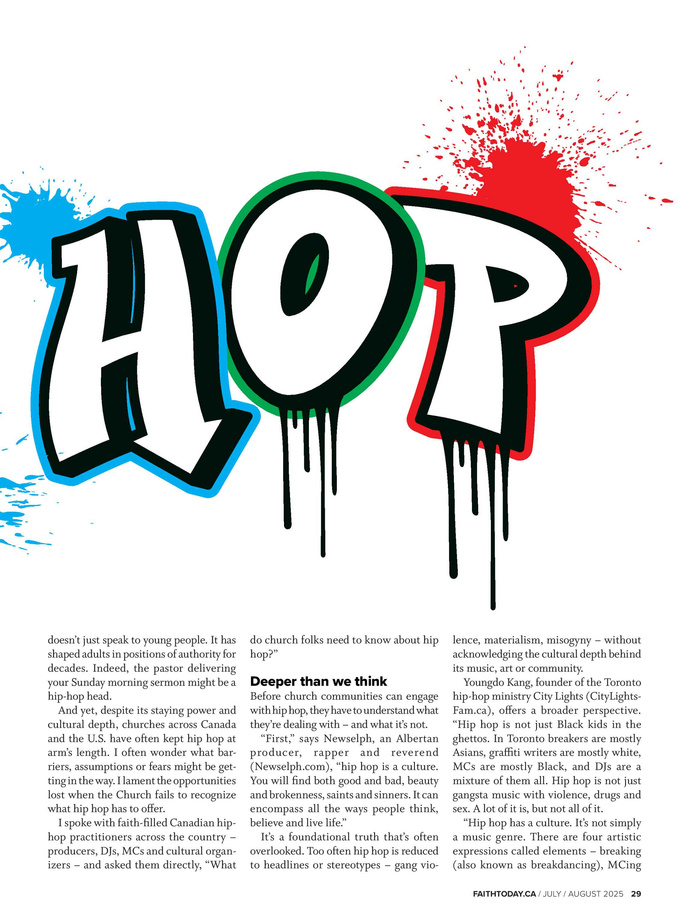 HOP
doesn't just speak to young people. It has
shaped adults in positions of authority for
decades. Indeed, the pastor delivering
your Sunday morning sermon might be a
hip-hop head.
And yet, despite its staying power and
cultural depth, churches across Canada
and the U.S. have often kept hip hop at
arm's length. I often wonder what bar-
riers, assumptions or fears might be get-
ting in the way. I lament the opportunities
lost when the Church fails to recognize
what hip hop has to offer.
I spoke with faith-filled Canadian hip-
hop practitioners across the country –
producers, DJs, MCs and cultural organ-
izers – and asked them directly, “What
do church folks need to know about hip
hop?”
Deeper than we think
Before church communities can engage
with hip hop, they have to understand what
they're dealing with – and what it's not.
“First,” says Newselph, an Albertan
producer, rapper and reverend
(Newselph.com), “hip hop is a culture.
You will find both good and bad, beauty
and brokenness, saints and sinners. It can
encompass all the ways people think,
believe and live life.”
It's a foundational truth that's often
overlooked. Too often hip hop is reduced
to headlines or stereotypes – gang vio-
lence, materialism, misogyny – without
acknowledging the cultural depth behind
its music, art or community.
Youngdo Kang, founder of the Toronto
hip-hop ministry City Lights (CityLights-
Fam.ca), offers a broader perspective.
“Hip hop is not just Black kids in the
ghettos. In Toronto breakers are mostly
Asians, graffiti writers are mostly white,
MCs are mostly Black, and DJs are a
mixture of them all. Hip hop is not just
gangsta music with violence, drugs and
sex. A lot of it is, but not all of it.
“Hip hop has a culture. It's not simply
a music genre. There are four artistic
expressions called elements – breaking
(also known as breakdancing), MCing
FAITHTODAY.CA / JULY / AUGUST 2025 29